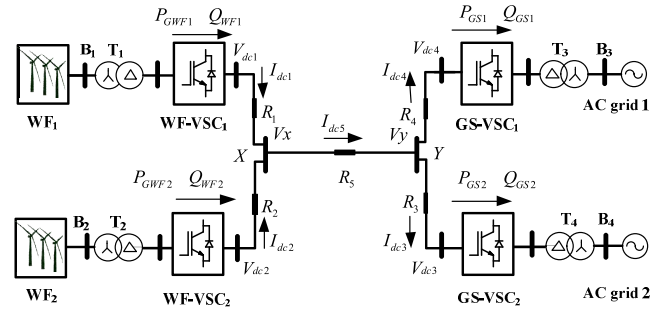 P_GWF1 Q_WF1
B₁ T₁
V_dc1
I_dc1
WF₁
WF-VSC₁
R₁
Vx
X
I_dc5
R₅
P_GWF2 Q_WF2
B₂ T₂
R₂
I_dc2
V_dc2
WF₂
WF-VSC₂
P_GS1 Q_GS1
V_dc4
T₃ B₃
I_dc4
R₄
GS-VSC₁
AC grid 1
Vy
Y
P_GS2 Q_GS2
R₃
T₄ B₄
I_dc3
V_dc3
GS-VSC₂
AC grid 2